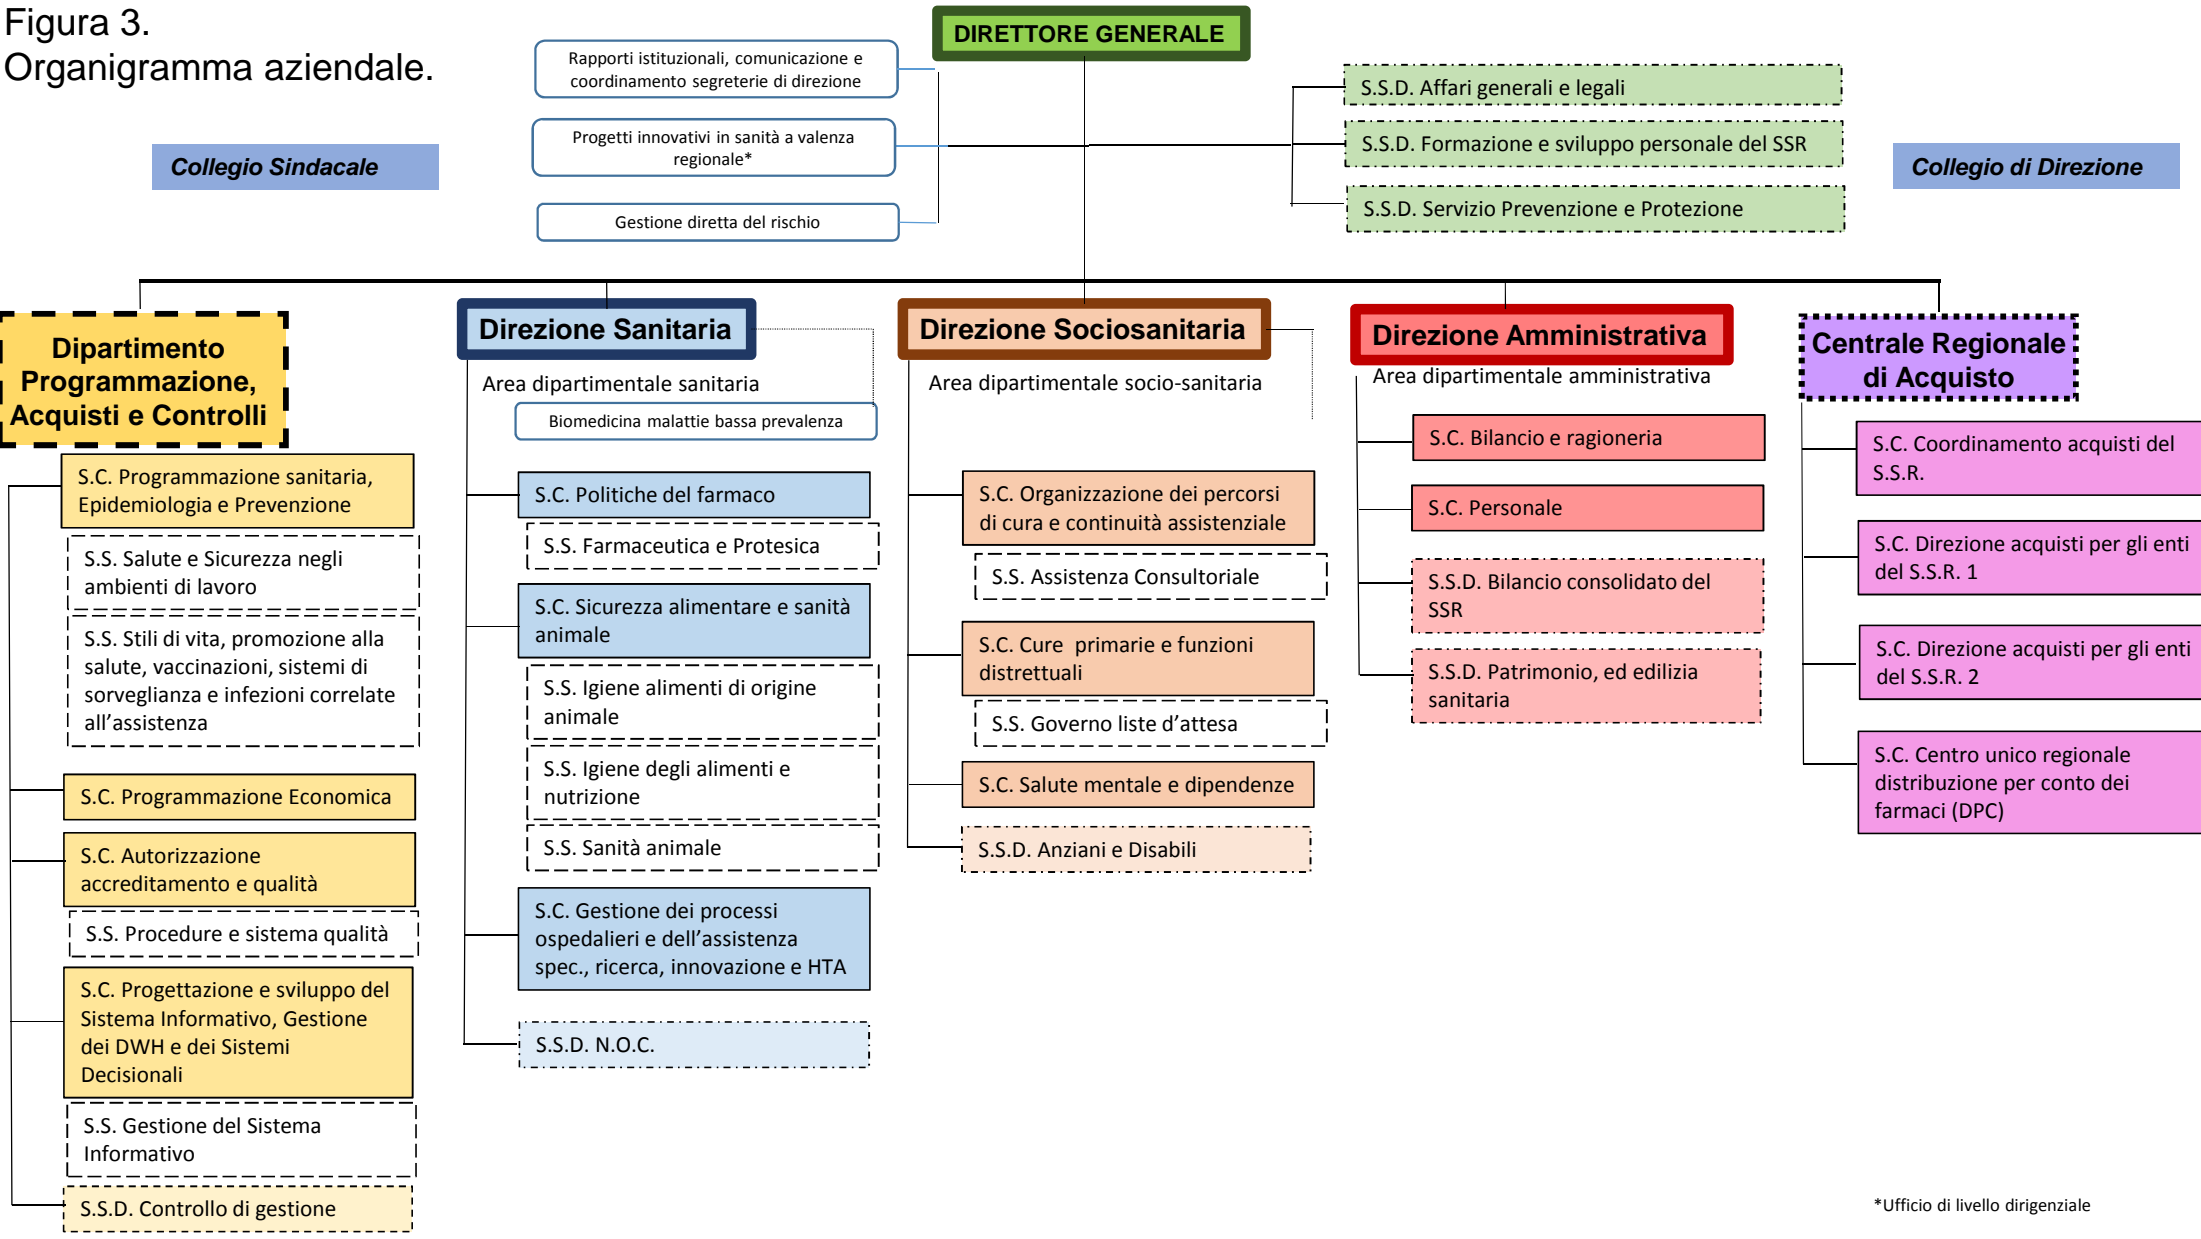 Figura 3.
Organigramma aziendale.
DIRETTORE GENERALE
Rapporti istituzionali, comunicazione e
coordinamento segreterie di direzione
Progetti innovativi in sanità a valenza
regionale*
Gestione diretta del rischio
S.S.D. Affari generali e legali
S.S.D. Formazione e sviluppo personale del SSR
S.S.D. Servizio Prevenzione e Protezione
Collegio Sindacale
Collegio di Direzione
Dipartimento
Programmazione,
Acquisti e Controlli
S.C. Programmazione sanitaria,
Epidemiologia e Prevenzione
S.S. Salute e Sicurezza negli
ambienti di lavoro
S.S. Stili di vita, promozione alla
salute, vaccinazioni, sistemi di
sorveglianza e infezioni correlate
all’assistenza
S.C. Programmazione Economica
S.C. Autorizzazione
accreditamento e qualità
S.S. Procedure e sistema qualità
S.C. Progettazione e sviluppo del
Sistema Informativo, Gestione
dei DWH e dei Sistemi
Decisionali
S.S. Gestione del Sistema
Informativo
S.S.D. Controllo di gestione
Direzione Sanitaria
Area dipartimentale sanitaria
Biomedicina malattie bassa prevalenza
S.C. Politiche del farmaco
S.S. Farmaceutica e Protesica
S.C. Sicurezza alimentare e sanità
animale
S.S. Igiene alimenti di origine
animale
S.S. Igiene degli alimenti e
nutrizione
S.S. Sanità animale
S.C. Gestione dei processi
ospedalieri e dell’assistenza
spec., ricerca, innovazione e HTA
S.S.D. N.O.C.
Direzione Sociosanitaria
Area dipartimentale socio-sanitaria
S.C. Organizzazione dei percorsi
di cura e continuità assistenziale
S.S. Assistenza Consultoriale
S.C. Cure primarie e funzioni
distrettuali
S.S. Governo liste d’attesa
S.C. Salute mentale e dipendenze
S.S.D. Anziani e Disabili
Direzione Amministrativa
Area dipartimentale amministrativa
S.C. Bilancio e ragioneria
S.C. Personale
S.S.D. Bilancio consolidato del
SSR
S.S.D. Patrimonio, ed edilizia
sanitaria
Centrale Regionale
di Acquisto
S.C. Coordinamento acquisti del
S.S.R.
S.C. Direzione acquisti per gli enti
del S.S.R. 1
S.C. Direzione acquisti per gli enti
del S.S.R. 2
S.C. Centro unico regionale
distribuzione per conto dei
farmaci (DPC)
*Ufficio di livello dirigenziale